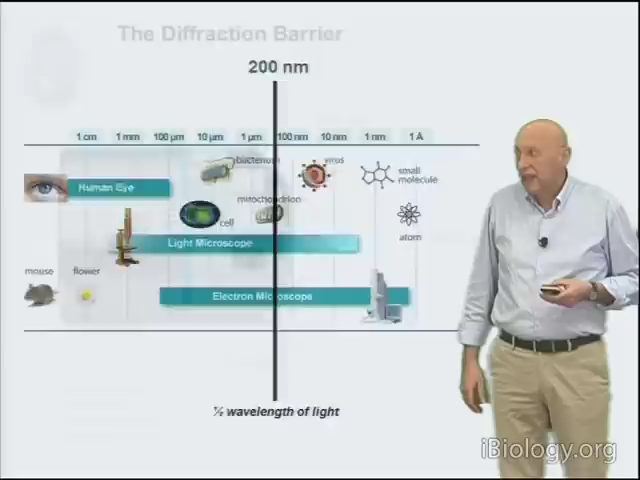 The Diffraction Barrier
200 nm
1 cm 1 mm 100 µm 10 µm 1 µm 100 nm 10 nm 1 nm 1 A
bacterium
virus
small
molecule
Human Eye
mitochondrion
cell
atom
Light Microscope
mouse
flower
Electron Microscope
½ wavelength of light
iBiology.org